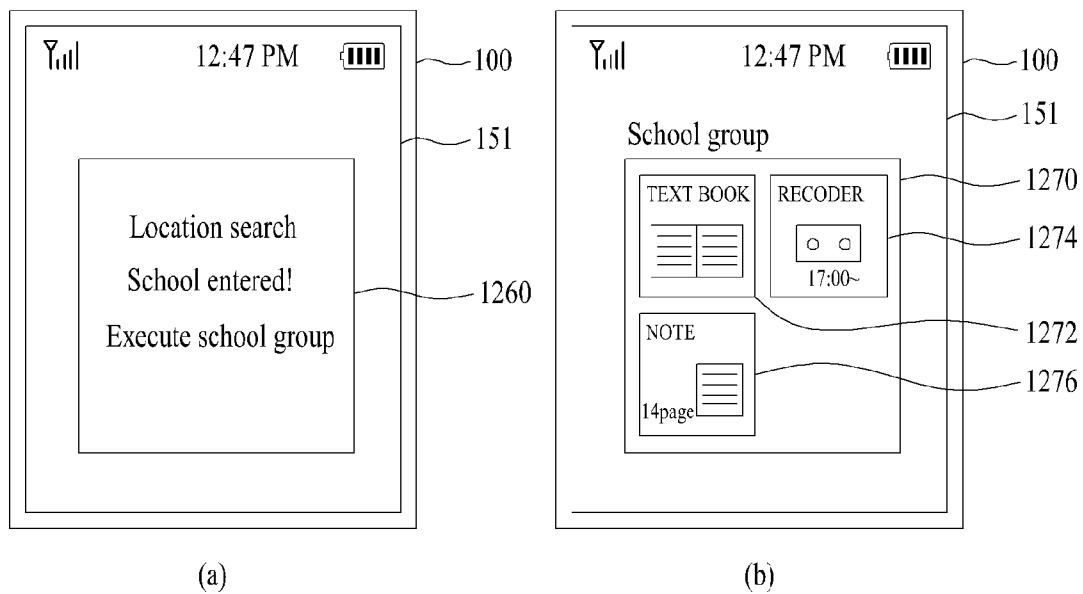 12:47 PM
100
151
Location search
School entered!
Execute school group
1260
(a)
12:47 PM
100
151
School group
1270
TEXT BOOK
RECODER
1274
17:00~
1272
NOTE
1276
14page
(b)